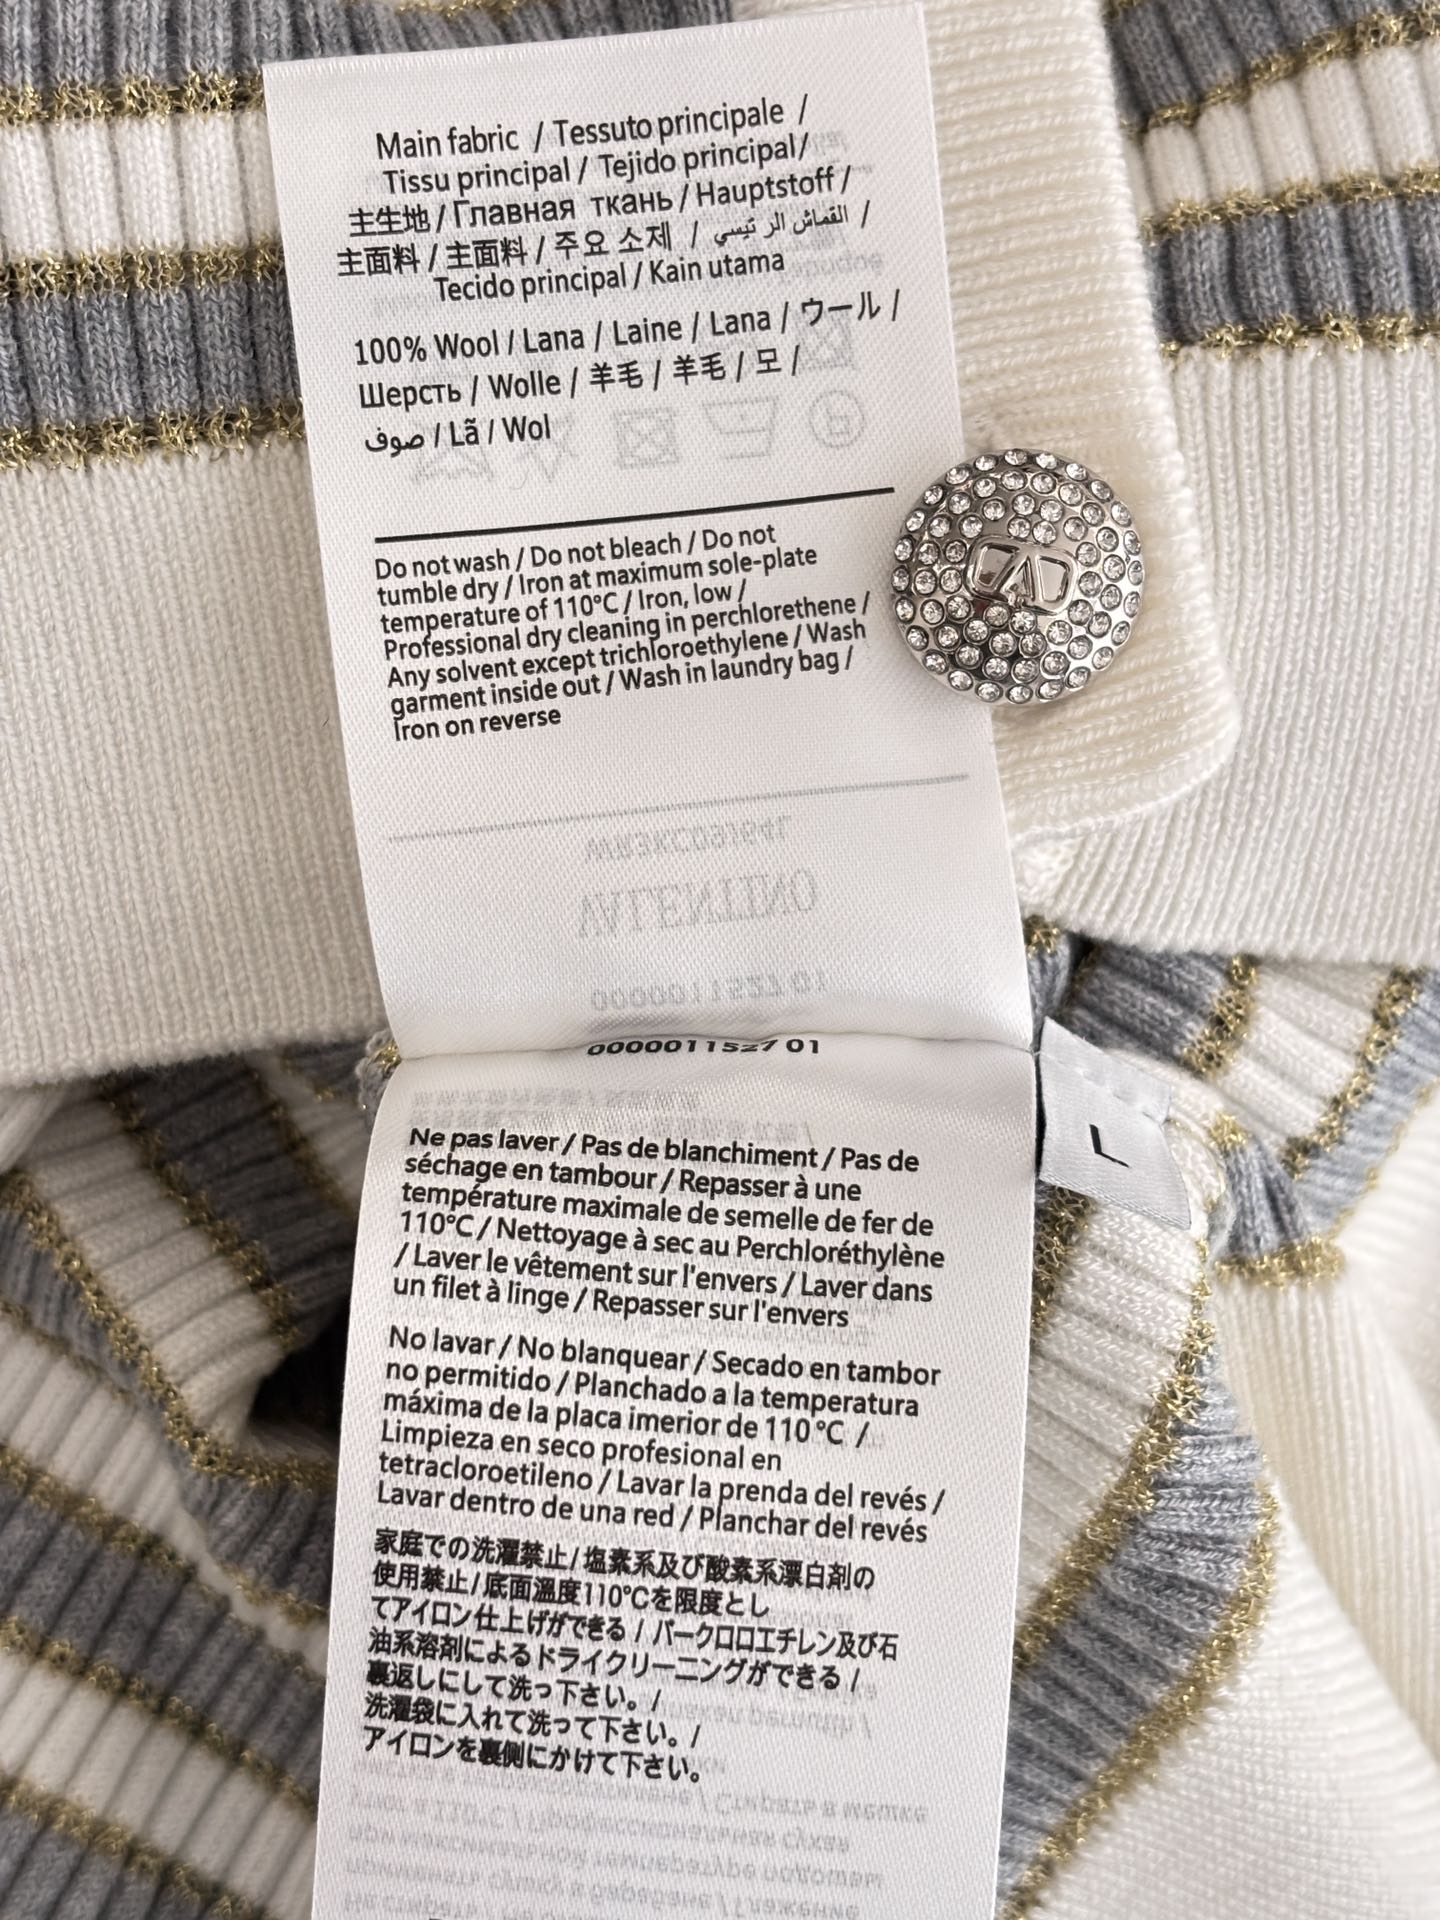 Main fabric / Tessuto principale /
Tissu principal / Tejido principal/
主生地 / Главная ткань / Hauptstoff /
主面料 / 主面料 / 주요 소제 / القماش الر ئيسي /
Tecido principal / Kain utama
100% Wool / Lana / Laine / Lana / ウール /
Шерсть / Wolle / 羊毛 / 羊毛 / 모 /
صوف / Lã / Wol
Do not wash / Do not bleach / Do not
tumble dry / Iron at maximum sole-plate
temperature of 110°C / Iron, low /
Professional dry cleaning in perchlorethene /
Any solvent except trichloroethylene / Wash
garment inside out / Wash in laundry bag /
Iron on reverse
WR3KC09164L
VALENTINO
0000011527 01
0000011527 01
L
Ne pas laver / Pas de blanchiment / Pas de
séchage en tambour / Repasser à une
température maximale de semelle de fer de
110°C / Nettoyage à sec au Perchloréthylène
/ Laver le vêtement sur l'envers / Laver dans
un filet à linge / Repasser sur l'envers
No lavar / No blanquear / Secado en tambor
no permitido / Planchado a la temperatura
máxima de la placa imerior de 110 °C /
Limpieza en seco profesional en
tetracloroetileno / Lavar la prenda del revés /
Lavar dentro de una red / Planchar del revés
家庭での洗濯禁止/塩素系及び酸素系漂白剤の
使用禁止/底面温度110℃を限度とし
てアイロン仕上げができる / パークロロエチレン及び石
油系溶剤によるドライクリーニングができる /
裏返しにして洗っ下さい。/
洗濯袋に入れて洗って下さい。/
アイロンを裏側にかけて下さい。